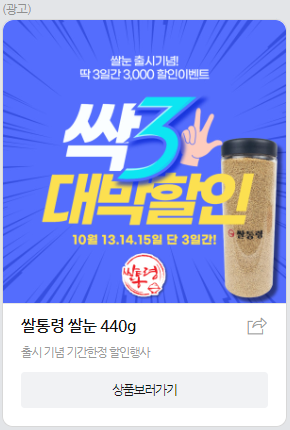 (광고)
쌀눈 출시기념!
딱 3일간 3,000 할인이벤트
싹3
대박할인
10월 13.14.15일 단 3일간!
쌀통령
쌀통령
쌀통령 쌀눈 440g
출시 기념 기간한정 할인행사
상품보러가기